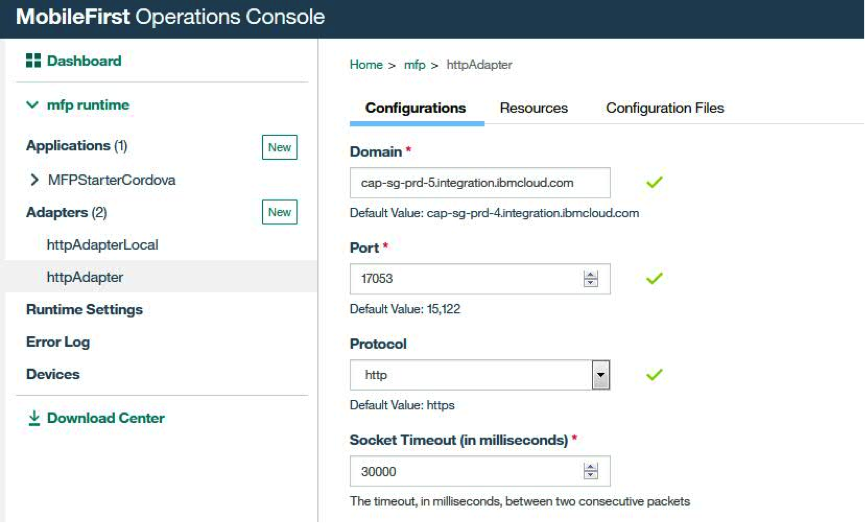 MobileFirst Operations Console
Dashboard
mfp runtime
Applications (1)
New
MFPStarterCordova
Adapters (2)
New
httpAdapterLocal
httpAdapter
Runtime Settings
Error Log
Devices
Download Center
Home > mfp > httpAdapter
Configurations Resources Configuration Files
Domain *
cap-sg-prd-5.integration.ibmcloud.com
Default Value: cap-sg-prd-4.integration.ibmcloud.com
Port *
17053
Default Value: 15,122
Protocol
http
Default Value: https
Socket Timeout (in milliseconds) *
30000
The timeout, in milliseconds, between two consecutive packets